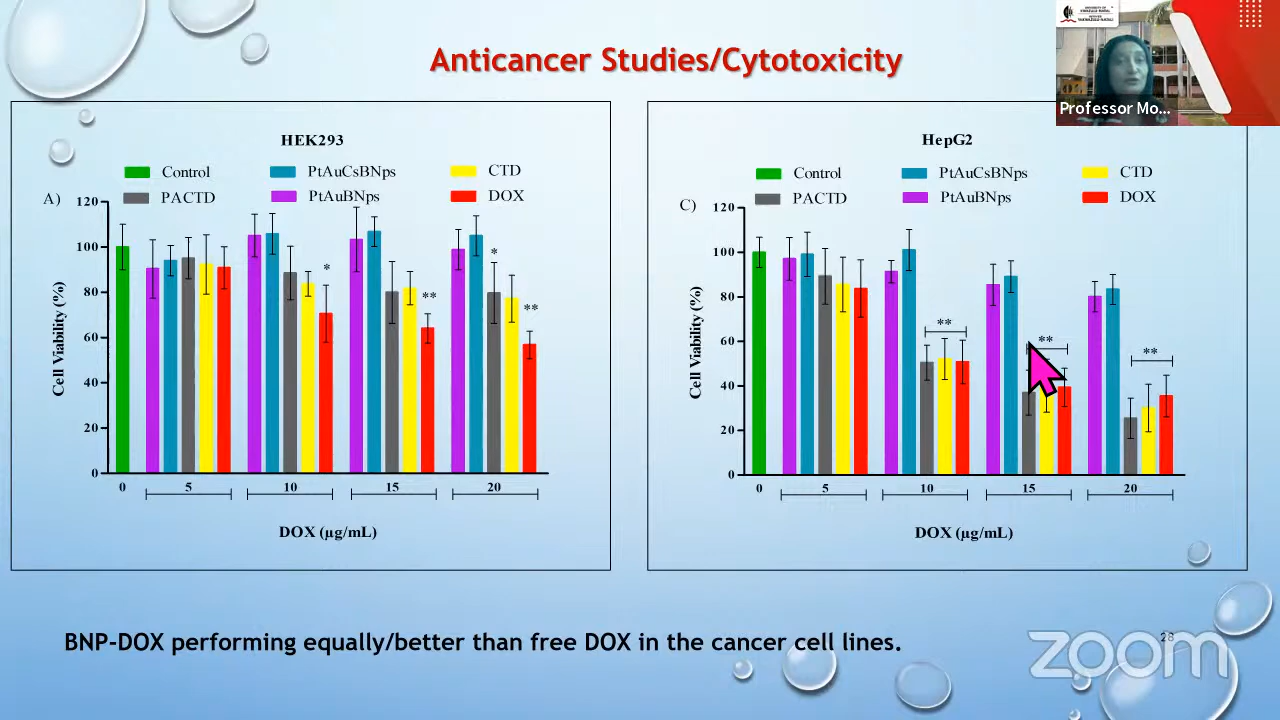 Anticancer Studies/Cytotoxicity
Professor Mo...
HEK293
Control
PtAuCsBNps
CTD
PACTD
PtAuBNps
DOX
A)
120
100
80
60
40
20
0
Cell Viability (%)
*
**
*
**
0
5
10
15
20
DOX (µg/mL)
HepG2
Control
PtAuCsBNps
CTD
PACTD
PtAuBNps
DOX
C)
120
100
80
60
40
20
0
Cell Viability (%)
**
**
**
0
5
10
15
20
DOX (µg/mL)
BNP-DOX performing equally/better than free DOX in the cancer cell lines.
28
zoom